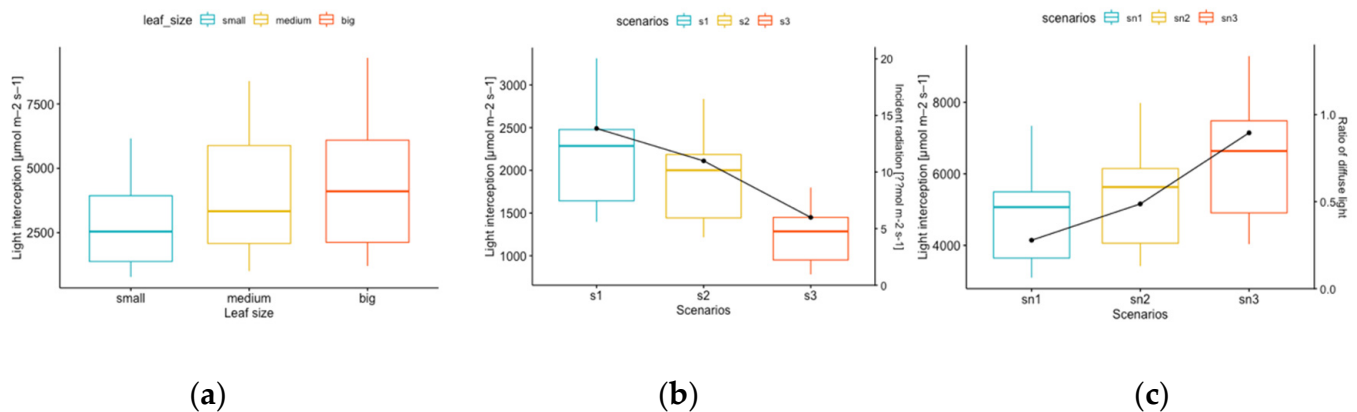 leaf_size small medium big
Light interception [μmol m–2 s–1]
7500
5000
2500
small medium big
Leaf size
(a)
scenarios s1 s2 s3
Light interception [μmol m–2 s–1]
3000
2500
2000
1500
1000
20
15
10
5
0
Incident radiation [??mol m-2 s-1]
s1 s2 s3
Scenarios
(b)
scenarios sn1 sn2 sn3
Light interception [μmol m–2 s–1]
8000
6000
4000
1.0
0.5
0.0
Ratio of diffuse light
sn1 sn2 sn3
Scenarios
(c)